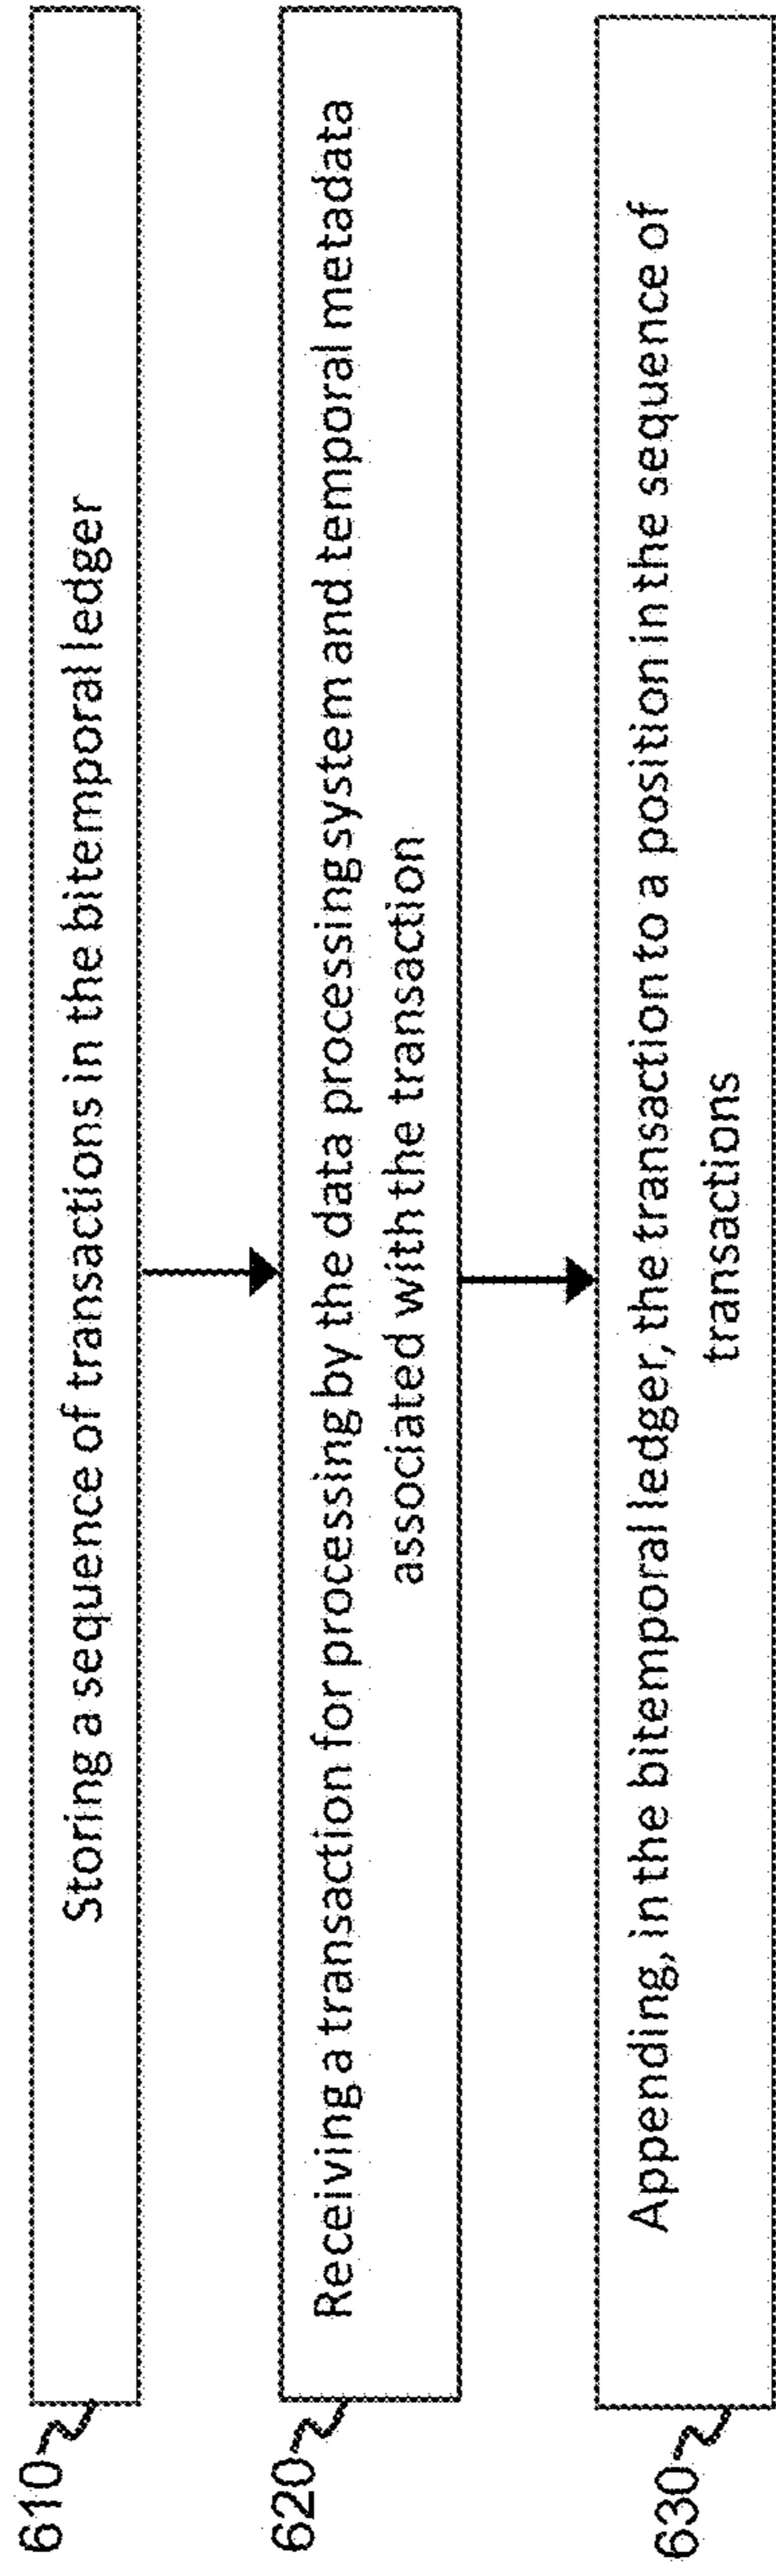 610
Storing a sequence of transactions in the bitemporal ledger
620
Receiving a transaction for processing by the data processing system and temporal metadata
associated with the transaction
630
Appending, in the bitemporal ledger, the transaction to a position in the sequence of
transactions